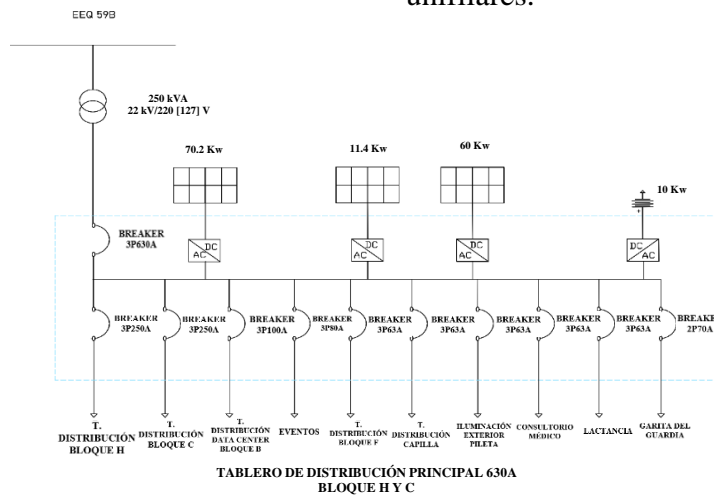 unifilares.
EEQ 59B
250 kVA
22 kV/220 [127] V
70.2 Kw
11.4 Kw
60 Kw
10 Kw
BREAKER
3P630A
DC
AC
DC
AC
DC
AC
DC
AC
BREAKER
3P250A
BREAKER
3P250A
BREAKER
3P100A
BREAKER
3P80A
BREAKER
3P63A
BREAKER
3P63A
BREAKER
3P63A
BREAKER
3P63A
BREAKER
3P63A
BREAKE
2P70A
T.
DISTRIBUCIÓN
BLOQUE H
T.
DISTRIBUCIÓN
BLOQUE C
T.
DISTRIBUCIÓN
DATA CENTER
BLOQUE B
EVENTOS
T.
DISTRIBUCIÓN
BLOQUE F
T.
DISTRIBUCIÓN
CAPILLA
ILUMINACIÓN
EXTERIOR
PILETA
CONSULTORIO
MÉDICO
LACTANCIA
GARITA DEL
GUARDIA
TABLERO DE DISTRIBUCIÓN PRINCIPAL 630A
BLOQUE H Y C